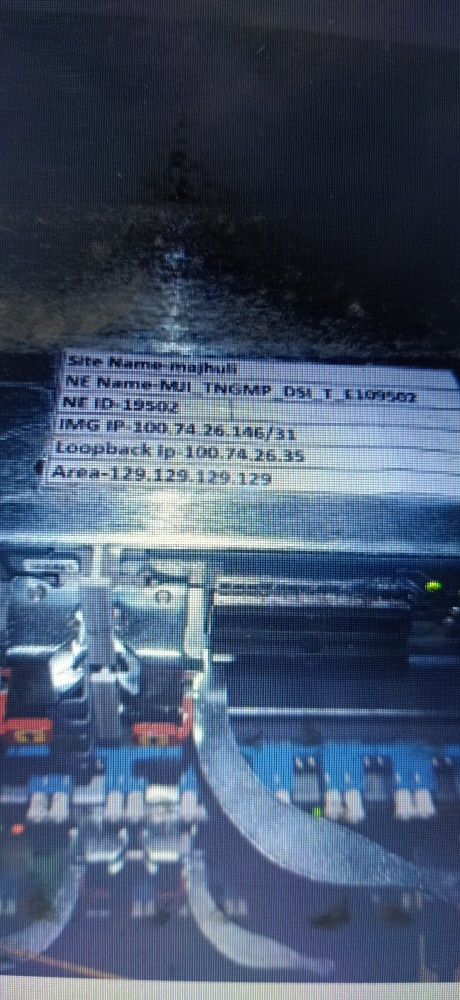 Site Name-majhuli
NE Name-MJI_TNGMP_DSI_T_E109502
NE ID-19502
IMG IP-100.74.26.146/31
Loopback Ip-100.74.26.35
Area-129.129.129.129